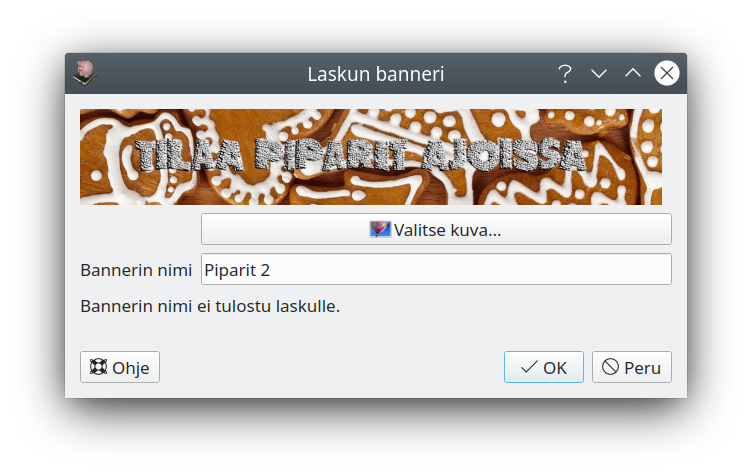 Laskun banneri
TILAA PIPARIT AJOISSA
Valitse kuva...
Bannerin nimi Piparit 2
Bannerin nimi ei tulostu laskulle.
Ohje OK Peru